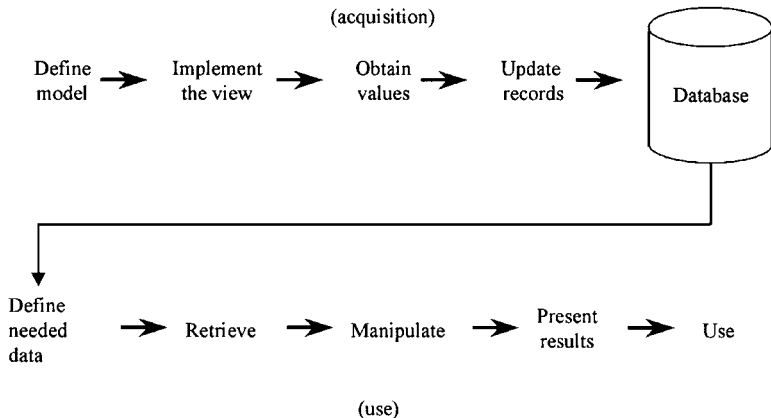 (acquisition)
Define
model
Implement
the view
Obtain
values
Update
records
Database
Define
needed
data
Retrieve
Manipulate
Present
results
Use
(use)